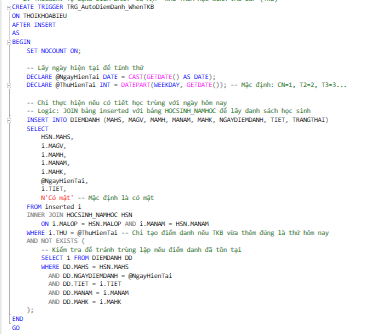 CREATE TRIGGER TRG_AutoDiemDanh_WhenTKB
ON THOIKHOABIEU
AFTER INSERT
AS
BEGIN
SET NOCOUNT ON;
-- Lấy ngày hiện tại để tính thứ
DECLARE @NgayHienTai DATE = CAST(GETDATE() AS DATE);
DECLARE @ThuHienTai INT = DATEPART(WEEKDAY, GETDATE()); -- Mặc định: CN=1, T2=2, T3=3...
-- Chỉ thực hiện nếu có tiết học trùng với ngày hôm nay
-- Logic: JOIN bảng inserted với bảng HOCSINH_NAMHOC để lấy danh sách học sinh
INSERT INTO DIEMDANH (MAHS, MAGV, MAMH, MANAM, MAHK, NGAYDIEMDANH, TIET, TRANGTHAI)
SELECT
HSN.MAHS,
i.MAGV,
i.MAMH,
i.MANAM,
i.MAHK,
@NgayHienTai,
i.TIET,
N'Có mặt' -- Mặc định là có mặt
FROM inserted i
INNER JOIN HOCSINH_NAMHOC HSN
ON i.MALOP = HSN.MALOP AND i.MANAM = HSN.MANAM
WHERE i.THU = @ThuHienTai -- Chỉ tạo điểm danh nếu TKB vừa thêm đúng là thứ hôm nay
AND NOT EXISTS (
-- Kiểm tra để tránh trùng lặp nếu điểm danh đã tồn tại
SELECT 1 FROM DIEMDANH DD
WHERE DD.MAHS = HSN.MAHS
AND DD.NGAYDIEMDANH = @NgayHienTai
AND DD.TIET = i.TIET
AND DD.MANAM = i.MANAM
AND DD.MAHK = i.MAHK
);
END
GO